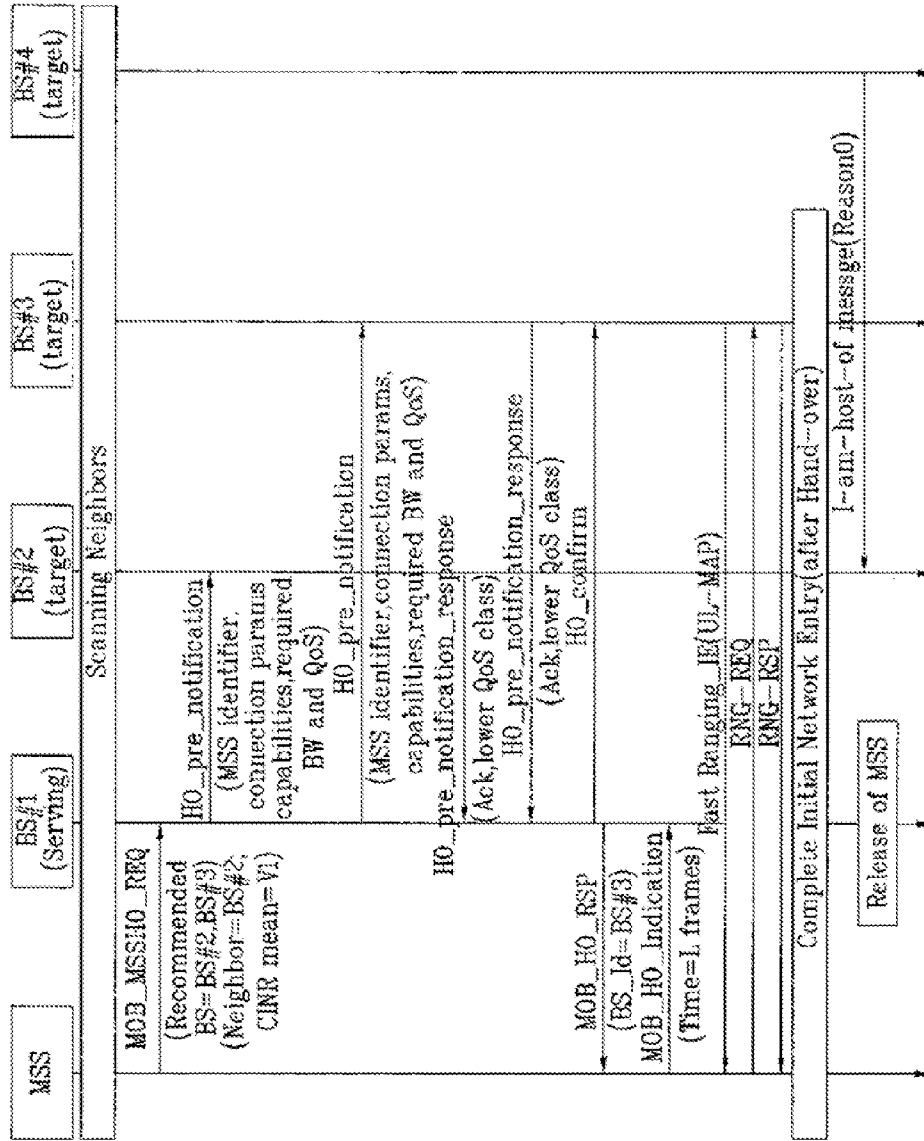 MSS
BS#1
(Serving)
BS#2
(target)
BS#3
(target)
BS#4
(target)
Scanning Neighbors
MOB_MSSHO_REQ
(Recommended
BS=BS#2,BS#3)
(Neighbor=BS#2,
CINR mean=V1)
HO_pre_notification
(MSS identifier,
connection params
capabilities,required
BW and QoS)
HO_pre_notification
(MSS identifier,connection params,
capabilities,required BW and QoS)
HO_pre_notification_response
(Ack,lower QoS class)
HO_pre_notification_response
(Ack,lower QoS class)
HO_confirm
MOB_HO_RSP
(BS_Id=BS#3)
MOB_HO_Indication
(Time=L frames)
Fast Ranging_IE(UL-MAP)
RNG-REQ
RNG-RSP
Complete Initial Network Entry(after Hand-over)
I-am-host-of messge(Reason0)
Release of MSS